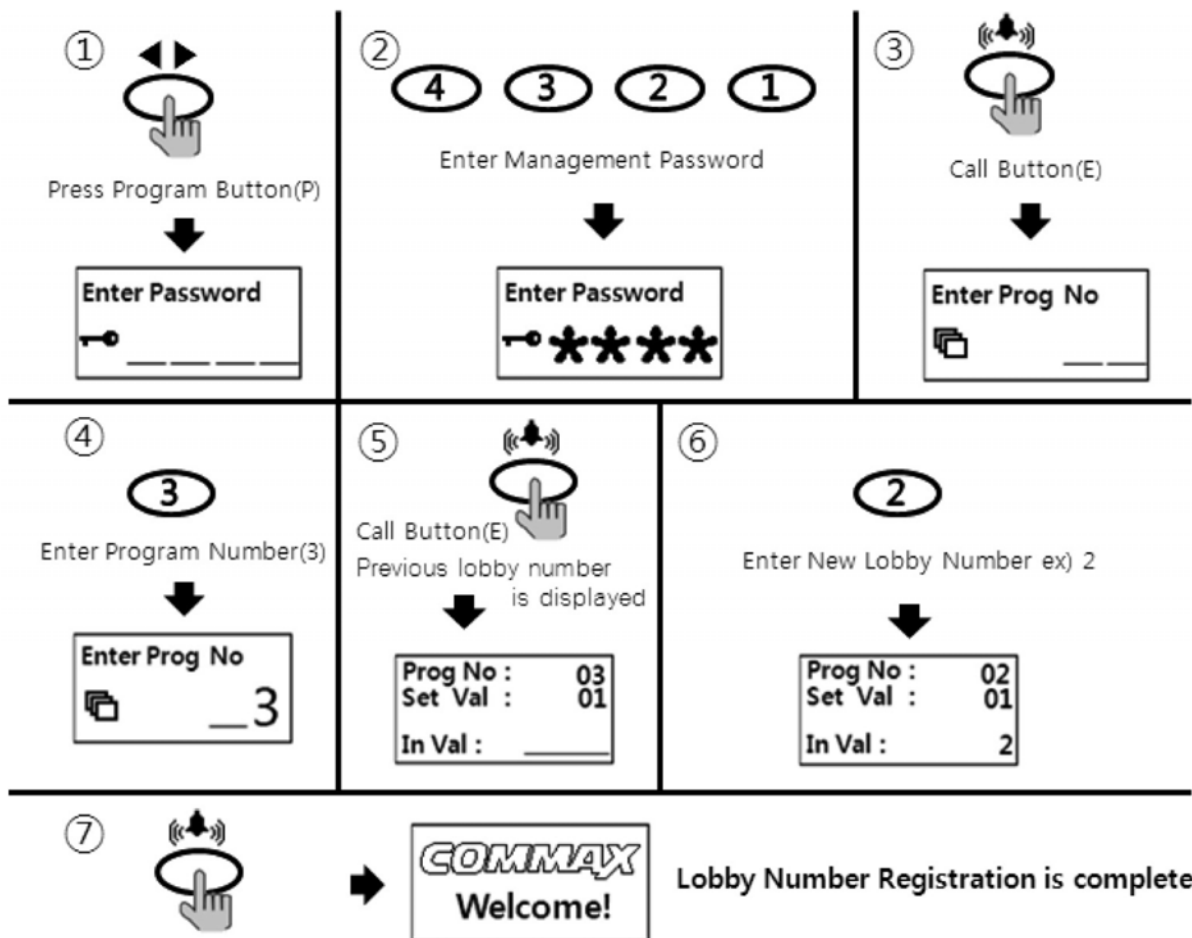 ①
Press Program Button(P)
Enter Password
②
4 3 2 1
Enter Management Password
Enter Password
③
Call Button(E)
Enter Prog No
④
3
Enter Program Number(3)
Enter Prog No
_3
⑤
Call Button(E)
Previous lobby number
is displayed
Prog No : 03
Set Val : 01
In Val :
⑥
2
Enter New Lobby Number ex) 2
Prog No : 02
Set Val : 01
In Val : 2
⑦
COMMAX
Welcome!
Lobby Number Registration is complete